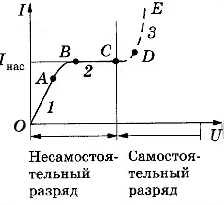 I
E
B
C
3
I нас
2
D
A
1
O
U
Несамостоя-
тельный
разряд
Самостоя-
тельный
разряд